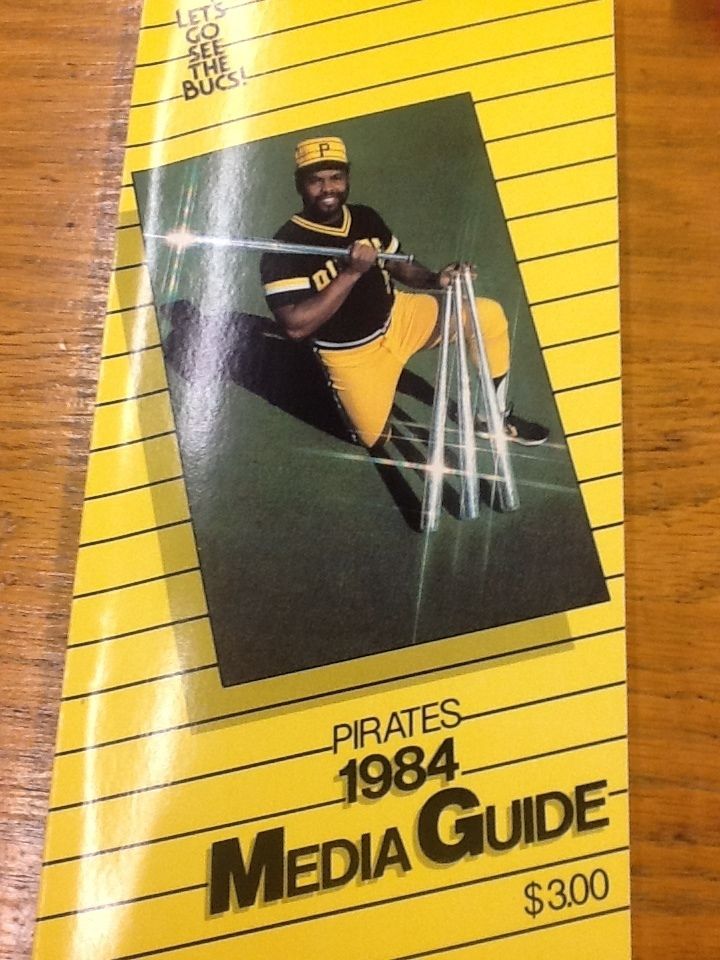 LET'S
GO
SEE
THE
BUCS!
P
PIRATES
1984
MEDIA GUIDE
$3.00